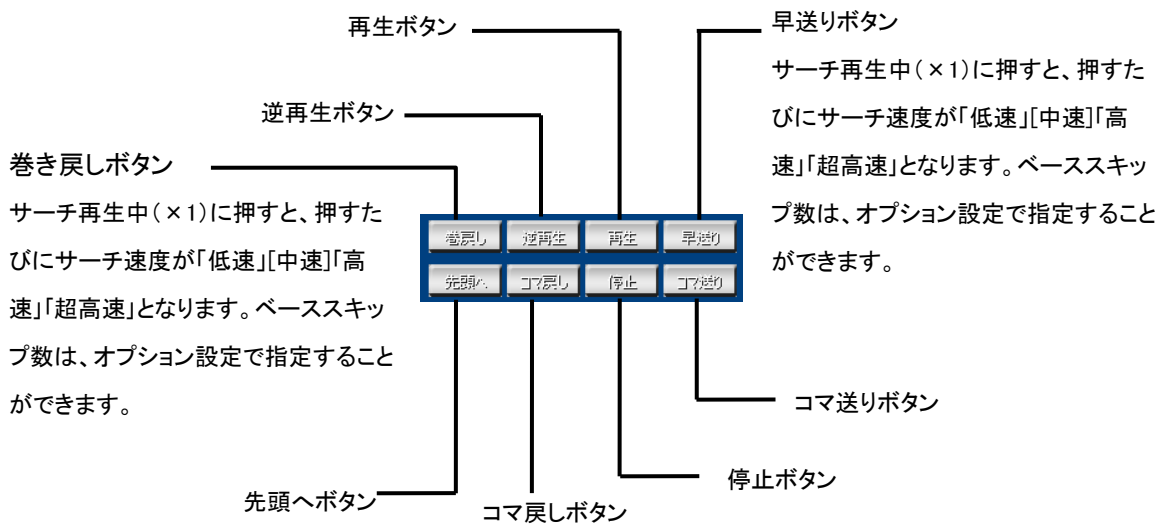 再生ボタン
早送りボタン
サーチ再生中(×1)に押すと、押すた
びにサーチ速度が「低速」[中速]「高
速」「超高速」となります。ベーススキッ
プ数は、オプション設定で指定すること
ができます。
逆再生ボタン
巻き戻しボタン
サーチ再生中(×1)に押すと、押すた
びにサーチ速度が「低速」[中速]「高
速」「超高速」となります。ベーススキッ
プ数は、オプション設定で指定すること
ができます。
巻戻し 逆再生 再生 早送り
先頭へ コマ戻し 停止 コマ送り
コマ送りボタン
停止ボタン
先頭へボタン
コマ戻しボタン